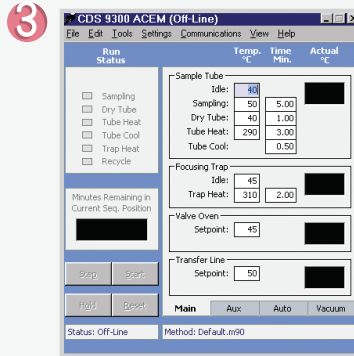 3
CDS 9300 ACEM (Off-Line)
File Edit Tools Settings Communications View Help
Run Status
Temp. °C Time Min. Actual °C
Sampling
Dry Tube
Tube Heat
Tube Cool
Trap Heat
Recycle
Sample Tube
Idle: 40
Sampling: 50 5.00
Dry Tube: 40 1.00
Tube Heat: 290 3.00
Tube Cool: 0.50
Focusing Trap
Idle: 45
Trap Heat: 310 2.00
Minutes Remaining in
Current Seq. Position
Valve Oven
Setpoint: 45
Transfer Line
Setpoint: 50
Step Start
Hold Reset
Main Aux Auto Vacuum
Status: Off-Line Method: Default.m90